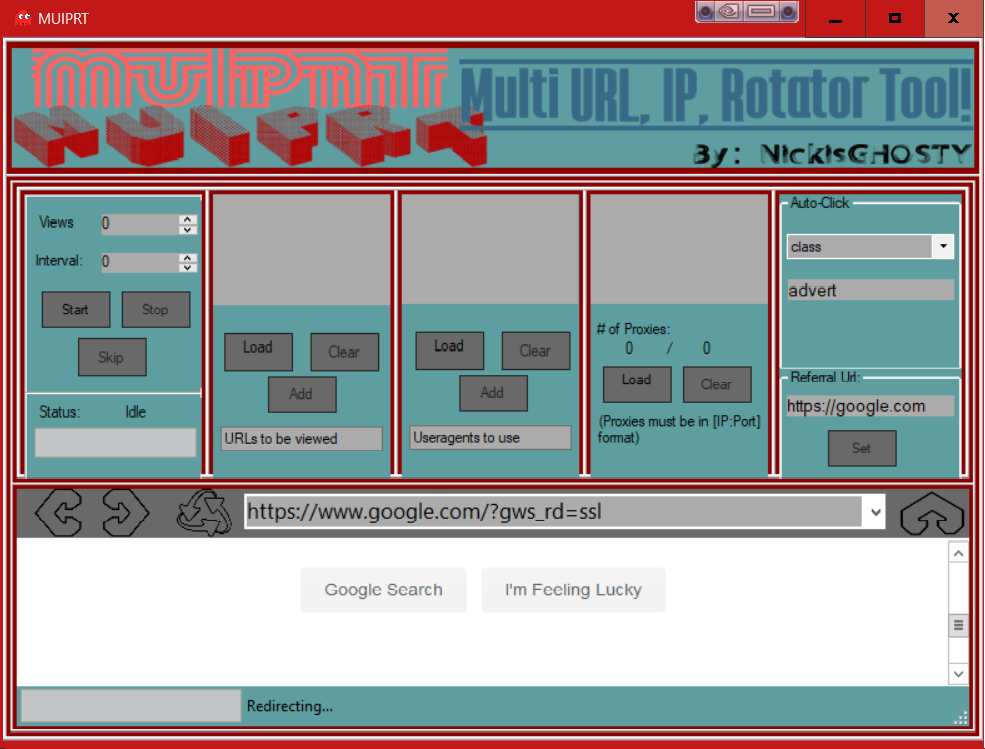 MUIPRT
MUIPRT
MUIPRT
Multi URL, IP, Rotator Tool!
By: NickIsGHOSTY
Views 0
Interval: 0
Start Stop
Skip
Status: Idle
Load Clear
Add
URLs to be viewed
Load Clear
Add
Useragents to use
# of Proxies:
0 / 0
Load Clear
(Proxies must be in [IP:Port]
format)
Auto-Click
class
advert
Referral Url:
https://google.com
Set
https://www.google.com/?gws_rd=ssl
Google Search I'm Feeling Lucky
Redirecting...